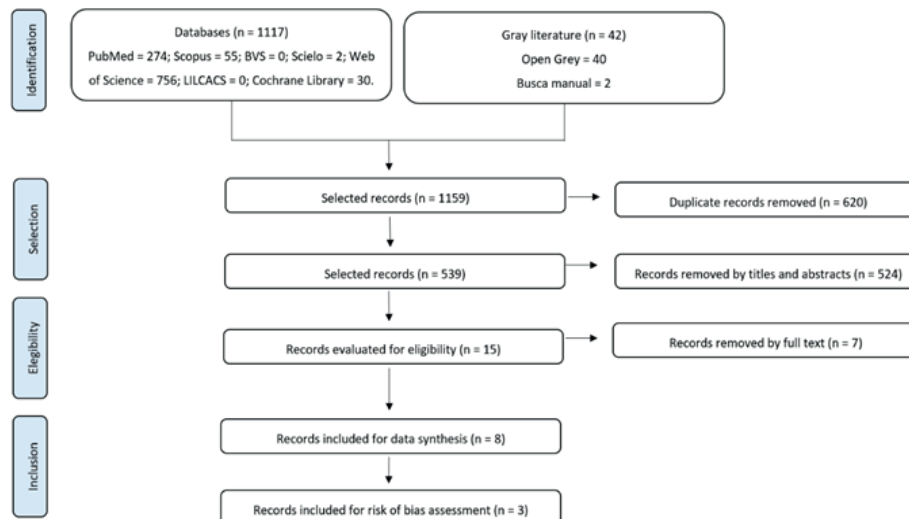 Identification
Databases (n = 1117)
PubMed = 274; Scopus = 55; BVS = 0; Scielo = 2; Web
of Science = 756; LILCACS = 0; Cochrane Library = 30.
Gray literature (n = 42)
Open Grey = 40
Busca manual = 2
Selection
Selected records (n = 1159)
Duplicate records removed (n = 620)
Selected records (n = 539)
Records removed by titles and abstracts (n = 524)
Elegibility
Records evaluated for eligibility (n = 15)
Records removed by full text (n = 7)
Inclusion
Records included for data synthesis (n = 8)
Records included for risk of bias assessment (n = 3)